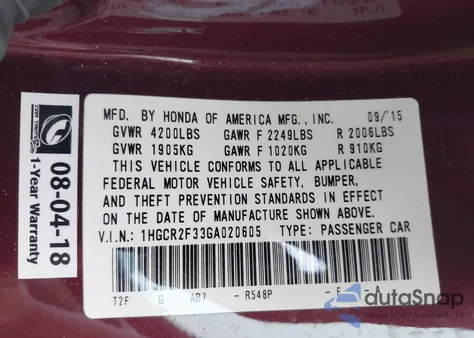 MFD. BY HONDA OF AMERICA MFG., INC. 09/'15
GVWR 4200LBS GAWR F 2249LBS R 2006LBS
GVWR 1905KG GAWR F 1020KG R 910KG
THIS VEHICLE CONFORMS TO ALL APPLICABLE
FEDERAL MOTOR VEHICLE SAFETY, BUMPER,
AND THEFT PREVENTION STANDARDS IN EFFECT
ON THE DATE OF MANUFACTURE SHOWN ABOVE.
V.I.N.: 1HGCR2F33GA020605 TYPE: PASSENGER CAR
T2F G AB7 - R548P - E - A
1-Year Warranty
08-04-18
autoSnap